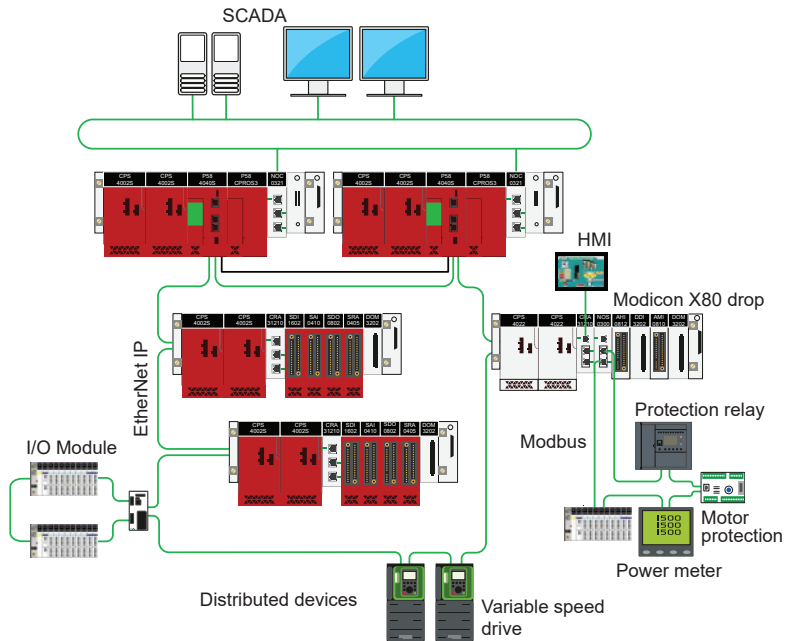 SCADA
CPS CPS P58 P58 NOC
4002S 4002S 4040S CPROS3 0321
CPS CPS P58 P58 NOC
4002S 4002S 4040S CPROS3 0321
HMI
Modicon X80 drop
CPS CPS CRA SDI SAI SDO SRA DOM
4002S 4002S 31210 1602 0410 0802 0405 3202
CPS CPS CRA NOS AHI DDI AMI DOM
4022 4022 31210 0300 0812 3202 0810 3202
EtherNet IP
Protection relay
CPS CPS CRA SDI SAI SDO SRA DOM
4002S 4002S 31210 1602 0410 0802 0405 3202
Modbus
I/O Module
1500
1500
1500
Motor
protection
Power meter
Distributed devices
Variable speed
drive